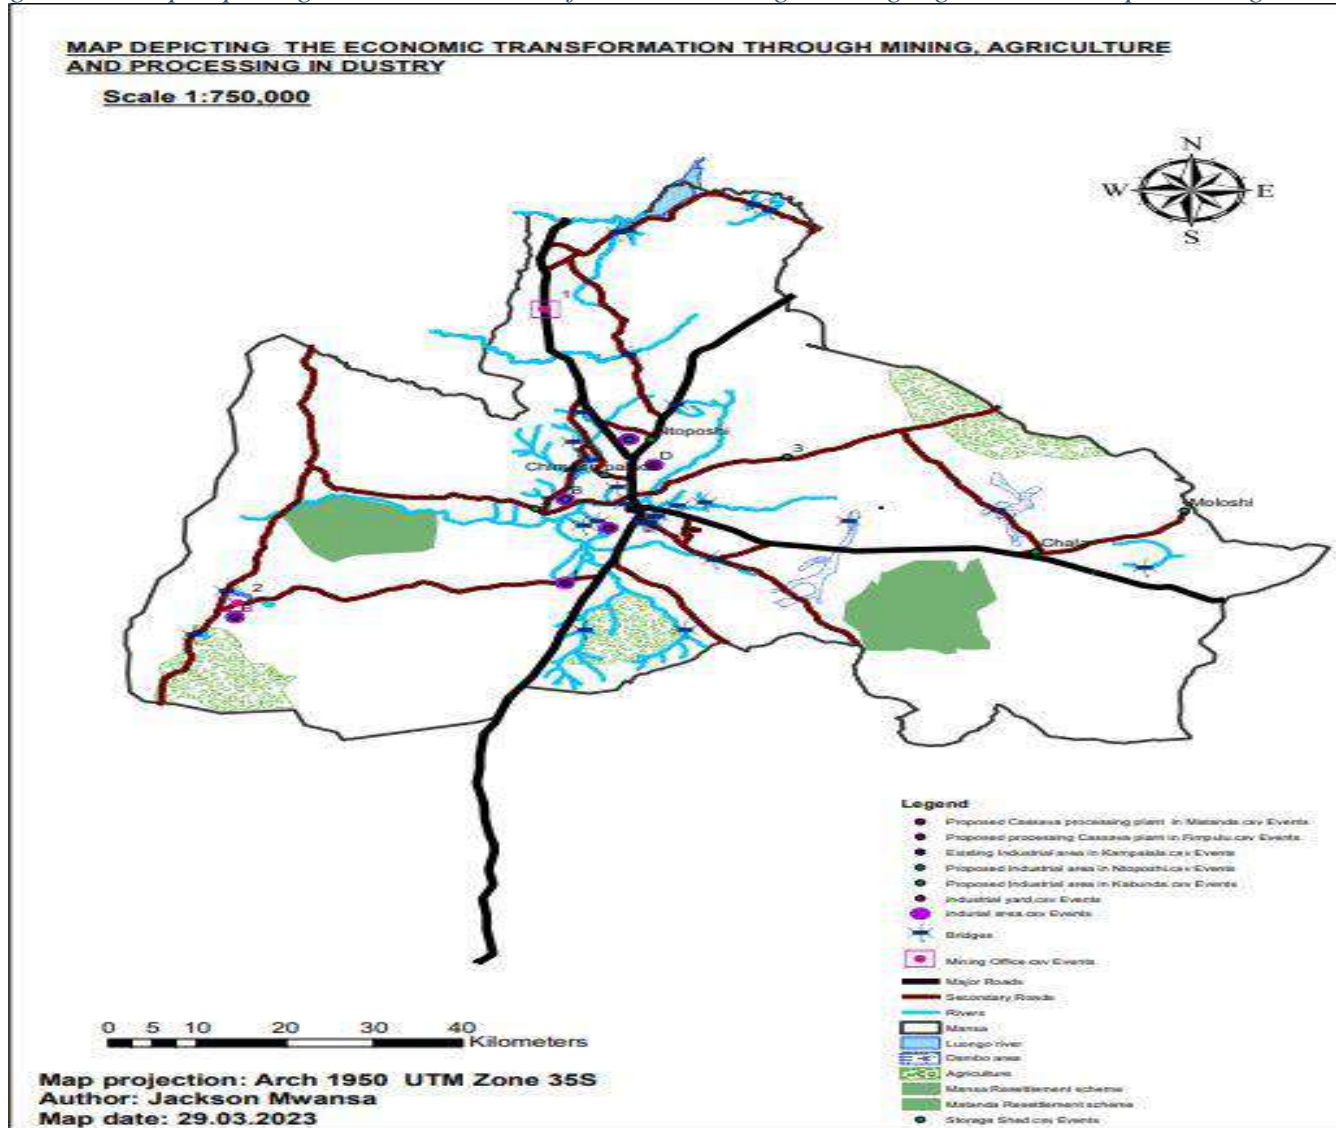 MAP DEPICTING THE ECONOMIC TRANSFORMATION THROUGH MINING, AGRICULTURE
AND PROCESSING IN DUSTRY
Scale 1:750,000
N
W E
S
1
Ntoposhi
D
3
B
Moloshi
2
E
Legend
Proposed Cassava processing plant in Matanda.csv Events
Proposed processing Cassava plant in Fimpulu.csv Events
Existing Industrial area in Kampalala.csv Events
Proposed Industrial area in Ntoposhi.csv Events
Proposed Industrial area in Kabunda.csv Events
Industrial yard.csv Events
Indurial area.csv Events
Bridges
Mining Office.csv Events
Major Roads
Secondary Roads
Rivers
Mansa
Luongo river
Dambo area
Agriculture
Mansa Resettlement scheme
Matanda Resettlement scheme
Storage Shed.csv Events
0 5 10 20 30 40
Kilometers
Map projection: Arch 1950 UTM Zone 35S
Author: Jackson Mwansa
Map date: 29.03.2023